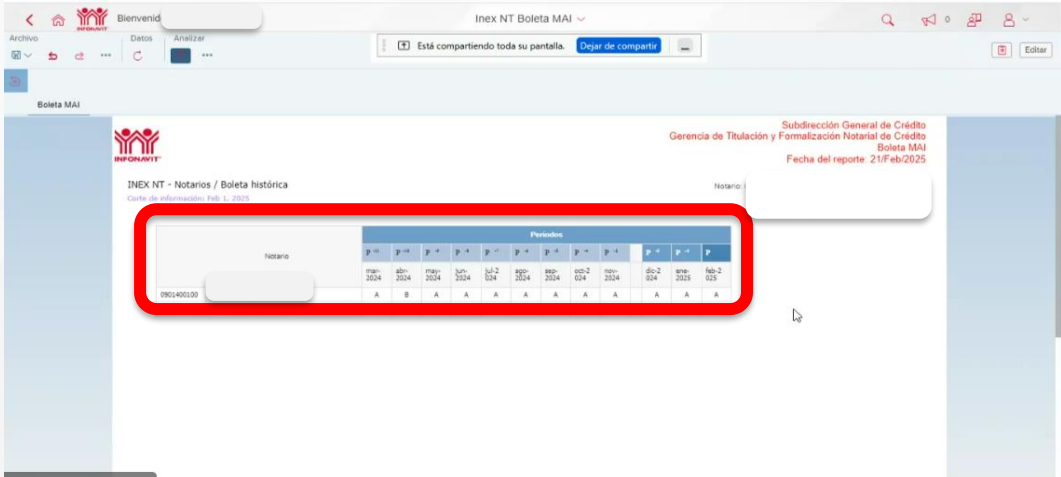 INFONAVIT
Bienvenid
Inex NT Boleta MAI
0
Archivo
Datos
Analizar
Está compartiendo toda su pantalla.
Dejar de compartir
Editar
Boleta MAI
INFONAVIT
Subdirección General de Crédito
Gerencia de Titulación y Formalización Notarial de Crédito
Boleta MAI
Fecha del reporte: 21/Feb/2025
INEX NT - Notarios / Boleta histórica
Notario:
Corte de información: Feb 1, 2025
Periodos
Notario
P P P P P P P P P P P P
mar-2024 abr-2024 may-2024 jun-2024 jul-2024 ago-2024 sep-2024 oct-2024 nov-2024 dic-2024 ene-2025 feb-2025
0901400100 A B A A A A A A A A A A